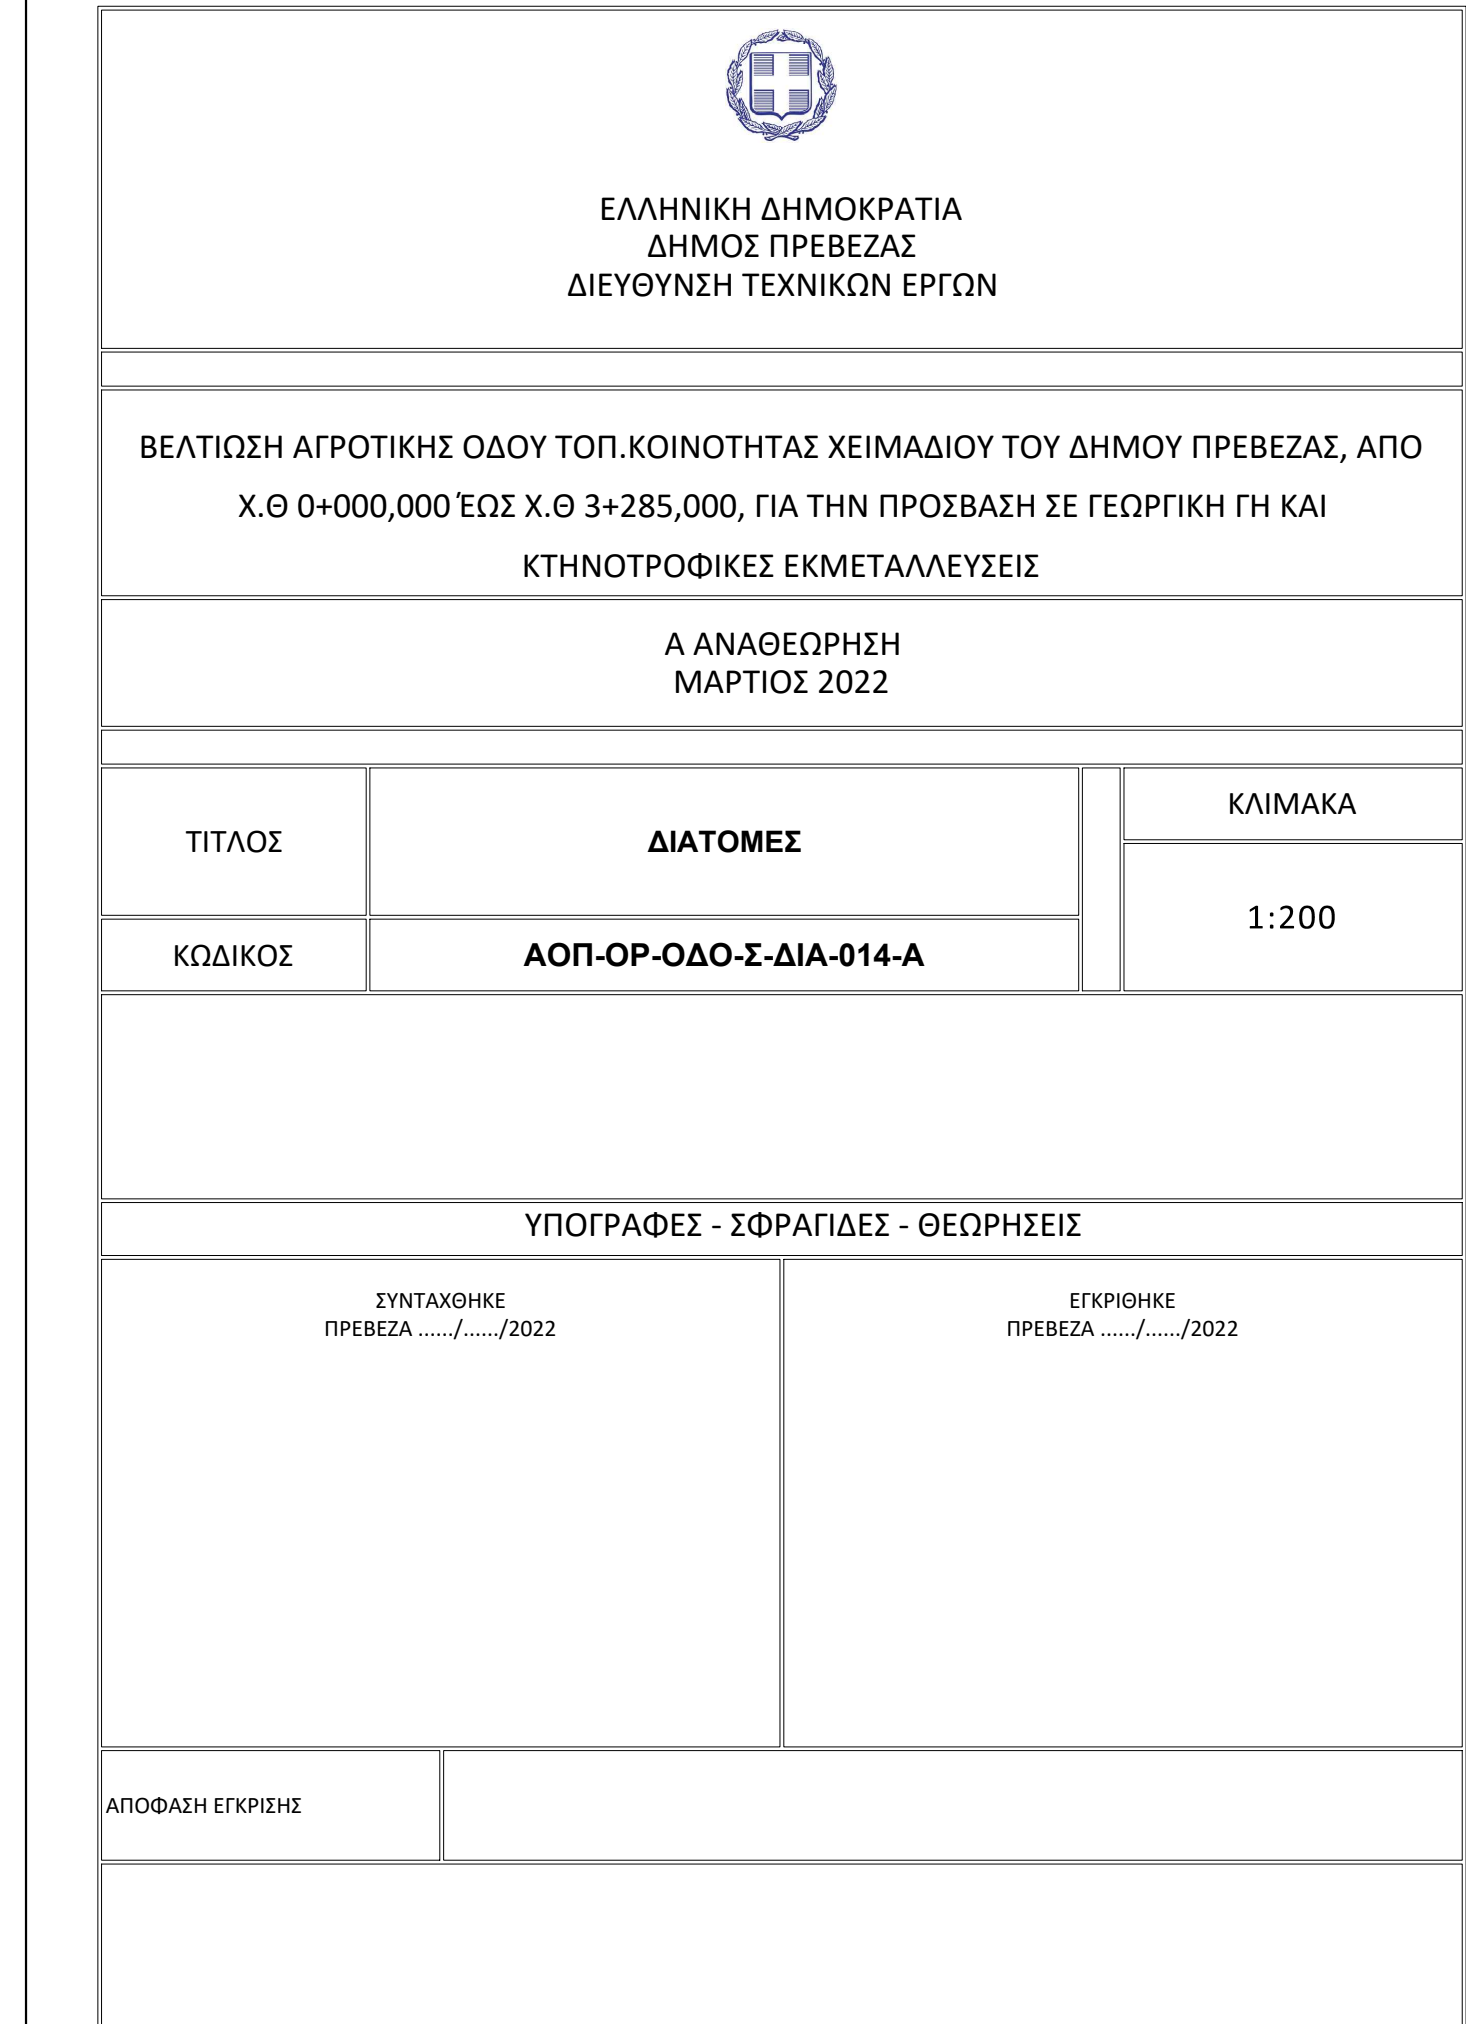 ΕΛΛΗΝΙΚΗ ΔΗΜΟΚΡΑΤΙΑ
ΔΗΜΟΣ ΠΡΕΒΕΖΑΣ
ΔΙΕΥΘΥΝΣΗ ΤΕΧΝΙΚΩΝ ΕΡΓΩΝ
ΒΕΛΤΙΩΣΗ ΑΓΡΟΤΙΚΗΣ ΟΔΟΥ ΤΟΠ.ΚΟΙΝΟΤΗΤΑΣ ΧΕΙΜΑΔΙΟΥ ΤΟΥ ΔΗΜΟΥ ΠΡΕΒΕΖΑΣ, ΑΠΟ
Χ.Θ 0+000,000 ΈΩΣ Χ.Θ 3+285,000, ΓΙΑ ΤΗΝ ΠΡΟΣΒΑΣΗ ΣΕ ΓΕΩΡΓΙΚΗ ΓΗ ΚΑΙ
ΚΤΗΝΟΤΡΟΦΙΚΕΣ ΕΚΜΕΤΑΛΛΕΥΣΕΙΣ
Α ΑΝΑΘΕΩΡΗΣΗ
ΜΑΡΤΙΟΣ 2022
ΤΙΤΛΟΣ
ΔΙΑΤΟΜΕΣ
ΚΛΙΜΑΚΑ
1:200
ΚΩΔΙΚΟΣ
ΑΟΠ-ΟΡ-ΟΔΟ-Σ-ΔΙΑ-014-Α
ΥΠΟΓΡΑΦΕΣ - ΣΦΡΑΓΙΔΕΣ - ΘΕΩΡΗΣΕΙΣ
ΣΥΝΤΑΧΘΗΚΕ
ΠΡΕΒΕΖΑ ....../....../2022
ΕΓΚΡΙΘΗΚΕ
ΠΡΕΒΕΖΑ ....../....../2022
ΑΠΟΦΑΣΗ ΕΓΚΡΙΣΗΣ